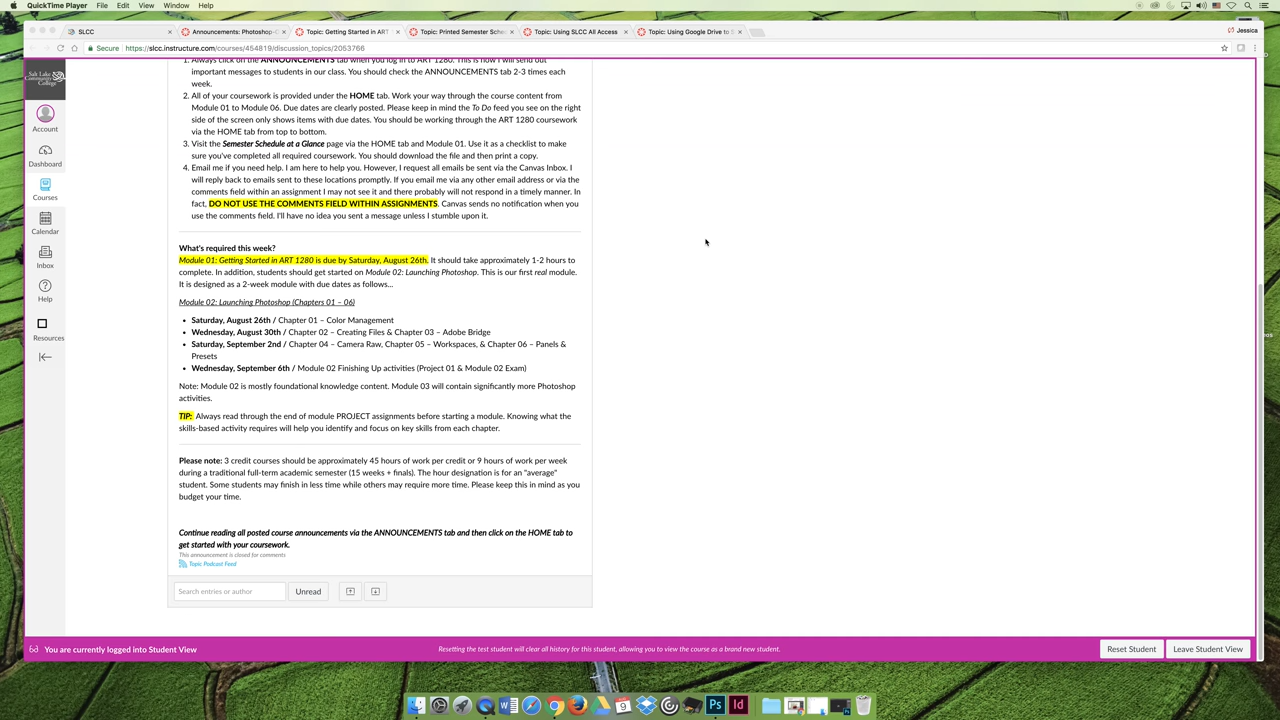 QuickTime Player File Edit View Window Help
SLCC
Announcements: Photoshop-C
Topic: Getting Started in ART
Topic: Printed Semester Sche
Topic: Using SLCC All Access
Topic: Using Google Drive to S
Jessica
Secure https://slcc.instructure.com/courses/454819/discussion_topics/2053766
Salt Lake
Community
College
Account
Dashboard
Courses
Calendar
Inbox
Help
Resources
1. Always click on the ANNOUNCEMENTS tab when you log in to ART 1280. This is how I will send out
important messages to students in our class. You should check the ANNOUNCEMENTS tab 2-3 times each
week.
2. All of your coursework is provided under the HOME tab. Work your way through the course content from
Module 01 to Module 06. Due dates are clearly posted. Please keep in mind the To Do feed you see on the right
side of the screen only shows items with due dates. You should be working through the ART 1280 coursework
via the HOME tab from top to bottom.
3. Visit the Semester Schedule at a Glance page via the HOME tab and Module 01. Use it as a checklist to make
sure you've completed all required coursework. You should download the file and then print a copy.
4. Email me if you need help. I am here to help you. However, I request all emails be sent via the Canvas Inbox. I
will reply back to emails sent to these locations promptly. If you email me via any other email address or via the
comments field within an assignment I may not see it and there probably will not respond in a timely manner. In
fact, DO NOT USE THE COMMENTS FIELD WITHIN ASSIGNMENTS. Canvas sends no notification when you
use the comments field. I'll have no idea you sent a message unless I stumble upon it.
What's required this week?
Module 01: Getting Started in ART 1280 is due by Saturday, August 26th. It should take approximately 1-2 hours to
complete. In addition, students should get started on Module 02: Launching Photoshop. This is our first real module.
It is designed as a 2-week module with due dates as follows...
Module 02: Launching Photoshop (Chapters 01 – 06)
• Saturday, August 26th / Chapter 01 – Color Management
• Wednesday, August 30th / Chapter 02 – Creating Files & Chapter 03 – Adobe Bridge
• Saturday, September 2nd / Chapter 04 – Camera Raw, Chapter 05 – Workspaces, & Chapter 06 – Panels &
Presets
• Wednesday, September 6th / Module 02 Finishing Up activities (Project 01 & Module 02 Exam)
Note: Module 02 is mostly foundational knowledge content. Module 03 will contain significantly more Photoshop
activities.
TIP: Always read through the end of module PROJECT assignments before starting a module. Knowing what the
skills-based activity requires will help you identify and focus on key skills from each chapter.
Please note: 3 credit courses should be approximately 45 hours of work per credit or 9 hours of work per week
during a traditional full-term academic semester (15 weeks + finals). The hour designation is for an "average"
student. Some students may finish in less time while others may require more time. Please keep this in mind as you
budget your time.
Continue reading all posted course announcements via the ANNOUNCEMENTS tab and then click on the HOME tab to
get started with your coursework.
This announcement is closed for comments
Topic Podcast Feed
Search entries or author
Unread
You are currently logged into Student View
Resetting the test student will clear all history for this student, allowing you to view the course as a brand new student.
Reset Student
Leave Student View
9
Ps
Id